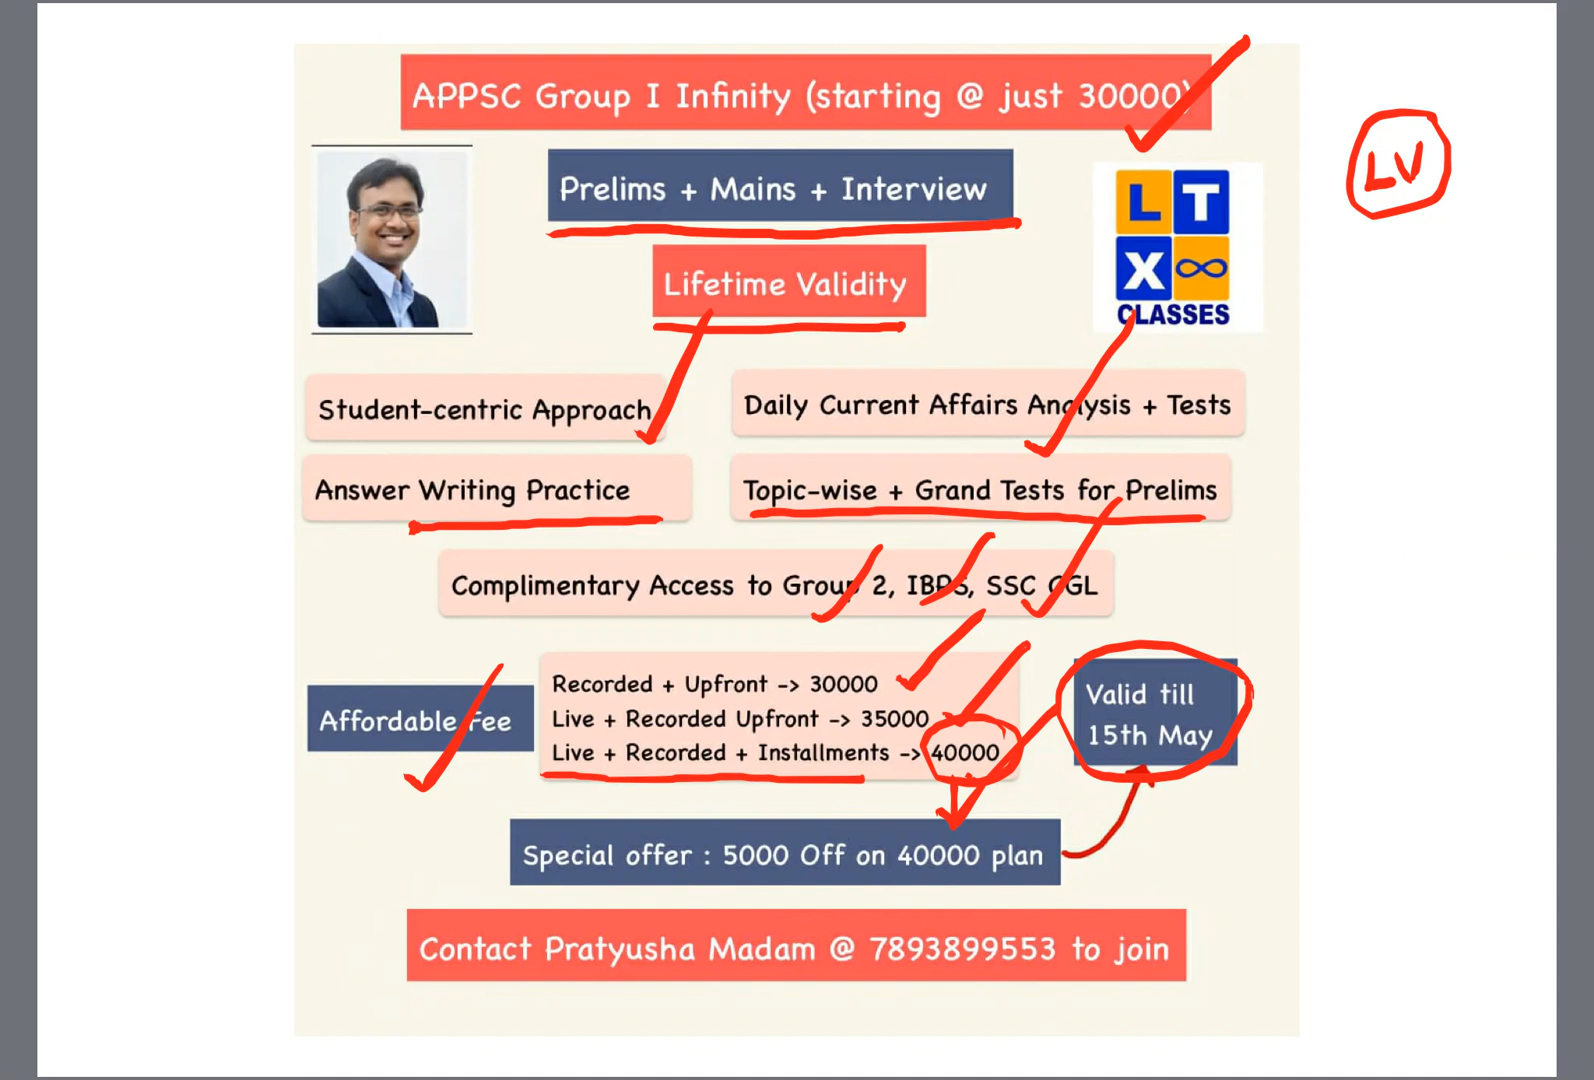 APPSC Group I Infinity (starting @ just 30000)
LV
Prelims + Mains + Interview
Lifetime Validity
L T
X ∞
CLASSES
Student-centric Approach
Daily Current Affairs Analysis + Tests
Answer Writing Practice
Topic-wise + Grand Tests for Prelims
Complimentary Access to Group 2, IBPS, SSC CGL
Affordable Fee
Recorded + Upfront -> 30000
Live + Recorded Upfront -> 35000
Live + Recorded + Installments -> 40000
Valid till
15th May
Special offer : 5000 Off on 40000 plan
Contact Pratyusha Madam @ 7893899553 to join